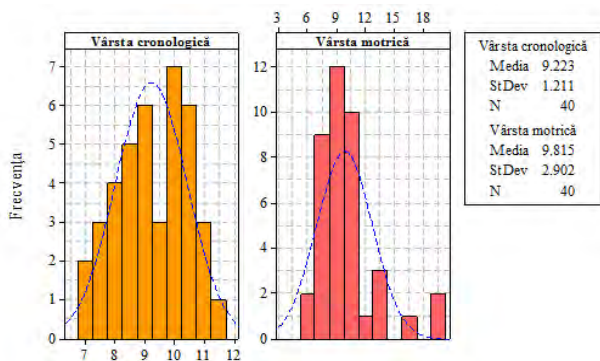 3 6 9 12 15 18
Vârsta cronologică
Vârsta motrică
Frecvența
7
6
5
4
3
2
1
0
12
10
8
6
4
2
0
7 8 9 10 11 12
Vârsta cronologică
Media 9.223
StDev 1.211
N 40
Vârsta motrică
Media 9.815
StDev 2.902
N 40